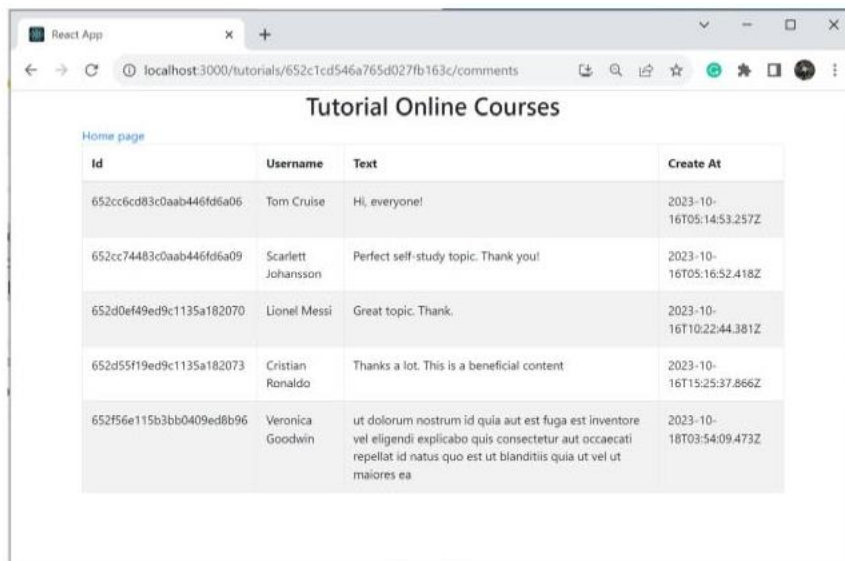 React App
localhost:3000/tutorials/652c1cd546a765d027fb163c/comments
Tutorial Online Courses
Home page
Id Username Text Create At
652cc6cd83c0aab446fd6a06 Tom Cruise Hi, everyone! 2023-10-
16T05:14:53.257Z
652cc74483c0aab446fd6a09 Scarlett Perfect self-study topic. Thank you! 2023-10-
Johansson 16T05:16:52.418Z
652d0ef49ed9c1135a182070 Lionel Messi Great topic. Thank. 2023-10-
16T10:22:44.381Z
652d55f19ed9c1135a182073 Cristian Thanks a lot. This is a beneficial content 2023-10-
Ronaldo 16T15:25:37.866Z
652f56e115b3bb0409ed8b96 Veronica ut dolorum nostrum id quia aut est fuga est inventore 2023-10-
Goodwin vel eligendi explicabo quis consectetur aut occaecati 18T03:54:09.473Z
repellat id natus quo est ut blanditiis quia ut vel ut
maiores ea